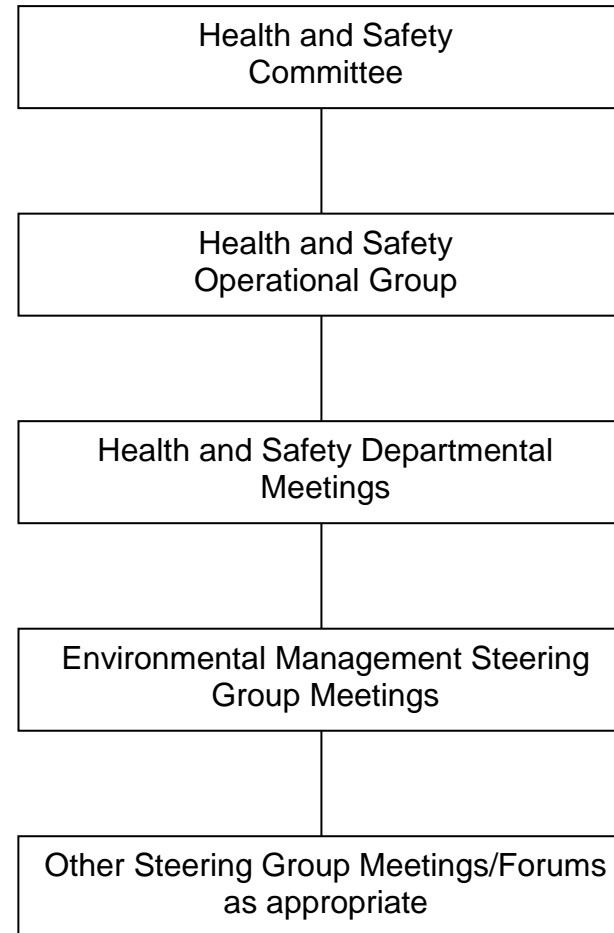 Health and Safety
Committee
Health and Safety
Operational Group
Health and Safety Departmental
Meetings
Environmental Management Steering
Group Meetings
Other Steering Group Meetings/Forums
as appropriate